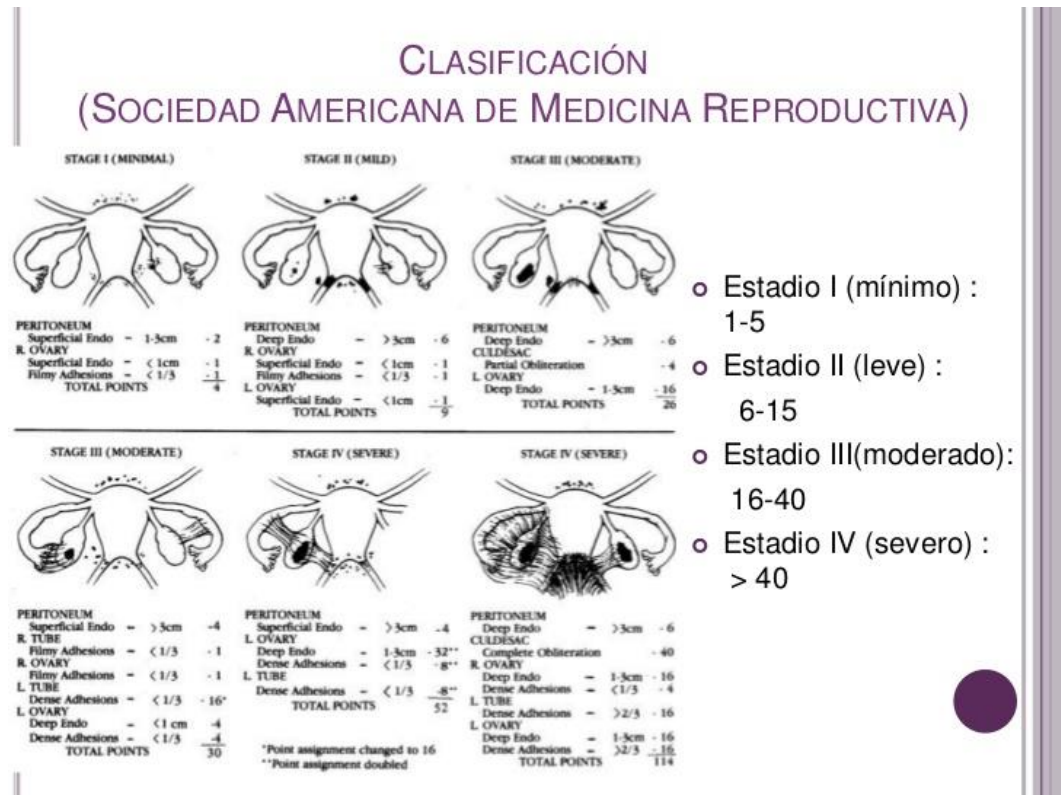 CLASIFICACIÓN
(SOCIEDAD AMERICANA DE MEDICINA REPRODUCTIVA)
STAGE I (MINIMAL)
PERITONEUM
Superficial Endo – 1-3cm - 2
R. OVARY
Superficial Endo – < 1cm - 1
Filmy Adhesions – < 1/3 - 1
TOTAL POINTS 4
STAGE II (MILD)
PERITONEUM
Deep Endo – > 3cm - 6
R. OVARY
Superficial Endo – < 1cm - 1
Filmy Adhesions – < 1/3 - 1
L. OVARY
Superficial Endo – < 1cm - 1
TOTAL POINTS 9
STAGE III (MODERATE)
PERITONEUM
Deep Endo – > 3cm - 6
CULDESAC
Partial Obliteration - 4
L. OVARY
Deep Endo – 1-3cm - 16
TOTAL POINTS 26
STAGE III (MODERATE)
PERITONEUM
Superficial Endo – > 3cm -4
R. TUBE
Filmy Adhesions – < 1/3 - 1
R. OVARY
Filmy Adhesions – < 1/3 - 1
L. TUBE
Dense Adhesions – < 1/3 - 16*
L. OVARY
Deep Endo – < 1 cm -4
Dense Adhesions – < 1/3 -4
TOTAL POINTS 30
STAGE IV (SEVERE)
PERITONEUM
Superficial Endo – > 3cm -4
L. OVARY
Deep Endo – 1-3cm - 32**
Dense Adhesions – < 1/3 -8**
L. TUBE
Dense Adhesions – < 1/3 -8**
TOTAL POINTS 52
*Point assignment changed to 16
**Point assignment doubled
STAGE IV (SEVERE)
PERITONEUM
Deep Endo – > 3cm - 6
CULDESAC
Complete Obliteration - 40
R. OVARY
Deep Endo – 1-3cm - 16
Dense Adhesions – < 1/3 - 4
L. TUBE
Dense Adhesions – > 2/3 - 16
L. OVARY
Deep Endo – 1-3cm - 16
Dense Adhesions – > 2/3 - 16
TOTAL POINTS 114
Estadio I (mínimo) :
1-5
Estadio II (leve) :
6-15
Estadio III(moderado):
16-40
Estadio IV (severo) :
> 40